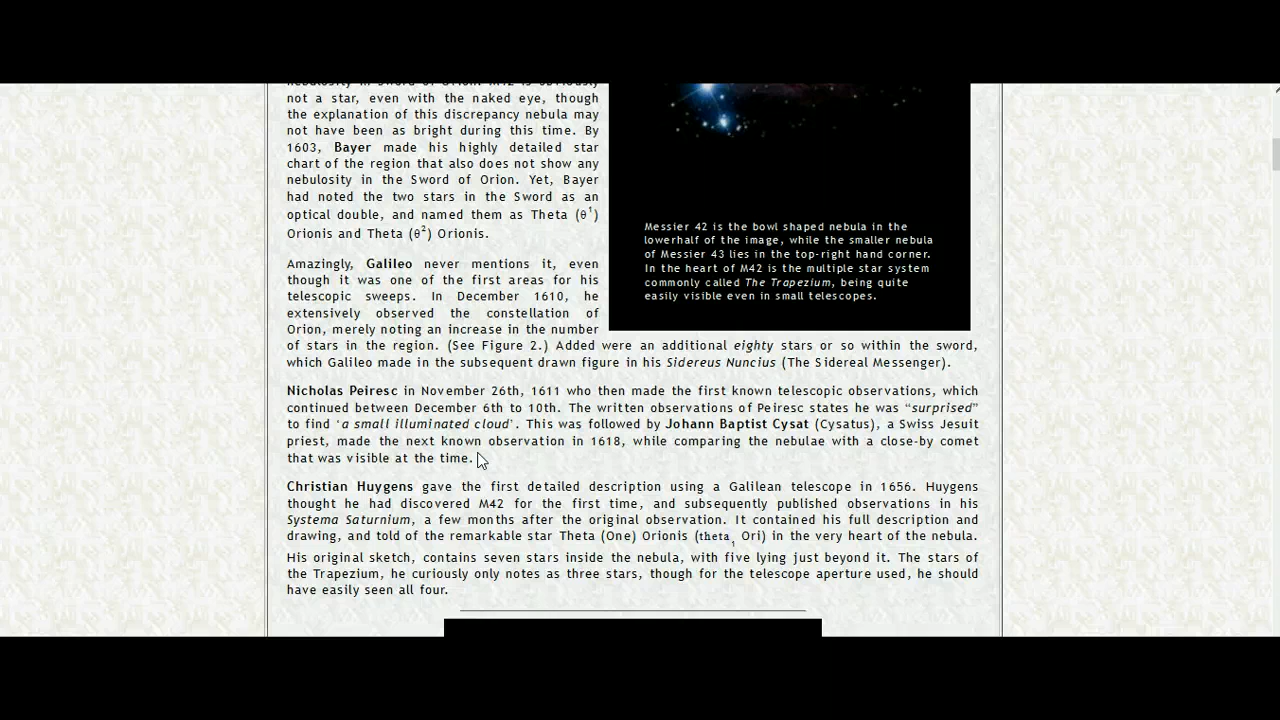 nebulosity in Sword of Orion. M42 is obviously
not a star, even with the naked eye, though
the explanation of this discrepancy nebula may
not have been as bright during this time. By
1603, Bayer made his highly detailed star
chart of the region that also does not show any
nebulosity in the Sword of Orion. Yet, Bayer
had noted the two stars in the Sword as an
optical double, and named them as Theta (θ¹)
Orionis and Theta (θ²) Orionis.
Messier 42 is the bowl shaped nebula in the
lowerhalf of the image, while the smaller nebula
of Messier 43 lies in the top-right hand corner.
In the heart of M42 is the multiple star system
commonly called The Trapezium, being quite
easily visible even in small telescopes.
Amazingly, Galileo never mentions it, even
though it was one of the first areas for his
telescopic sweeps. In December 1610, he
extensively observed the constellation of
Orion, merely noting an increase in the number
of stars in the region. (See Figure 2.) Added were an additional eighty stars or so within the sword,
which Galileo made in the subsequent drawn figure in his Sidereus Nuncius (The Sidereal Messenger).
Nicholas Peiresc in November 26th, 1611 who then made the first known telescopic observations, which
continued between December 6th to 10th. The written observations of Peiresc states he was “surprised”
to find ‘a small illuminated cloud’. This was followed by Johann Baptist Cysat (Cysatus), a Swiss Jesuit
priest, made the next known observation in 1618, while comparing the nebulae with a close-by comet
that was visible at the time.
Christian Huygens gave the first detailed description using a Galilean telescope in 1656. Huygens
thought he had discovered M42 for the first time, and subsequently published observations in his
Systema Saturnium, a few months after the original observation. It contained his full description and
drawing, and told of the remarkable star Theta (One) Orionis (theta₁ Ori) in the very heart of the nebula.
His original sketch, contains seven stars inside the nebula, with five lying just beyond it. The stars of
the Trapezium, he curiously only notes as three stars, though for the telescope aperture used, he should
have easily seen all four.